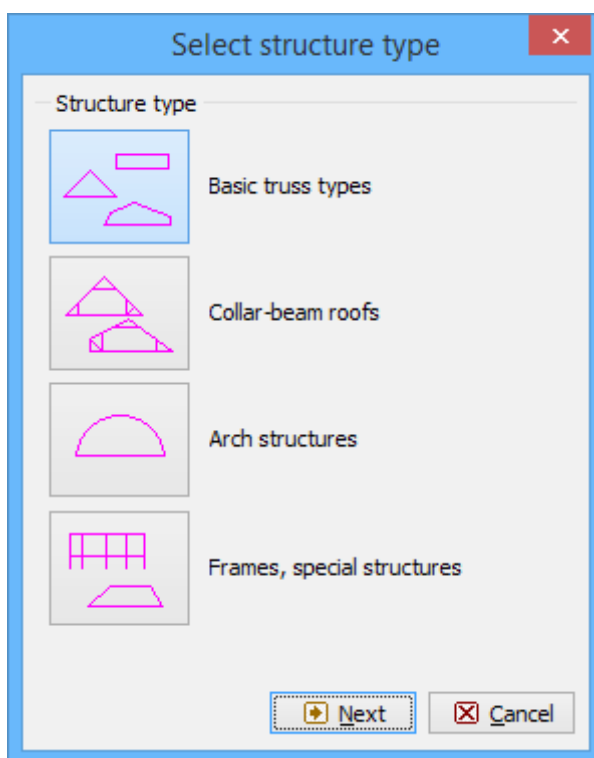 Select structure type
Structure type
Basic truss types
Collar-beam roofs
Arch structures
Frames, special structures
Next
Cancel